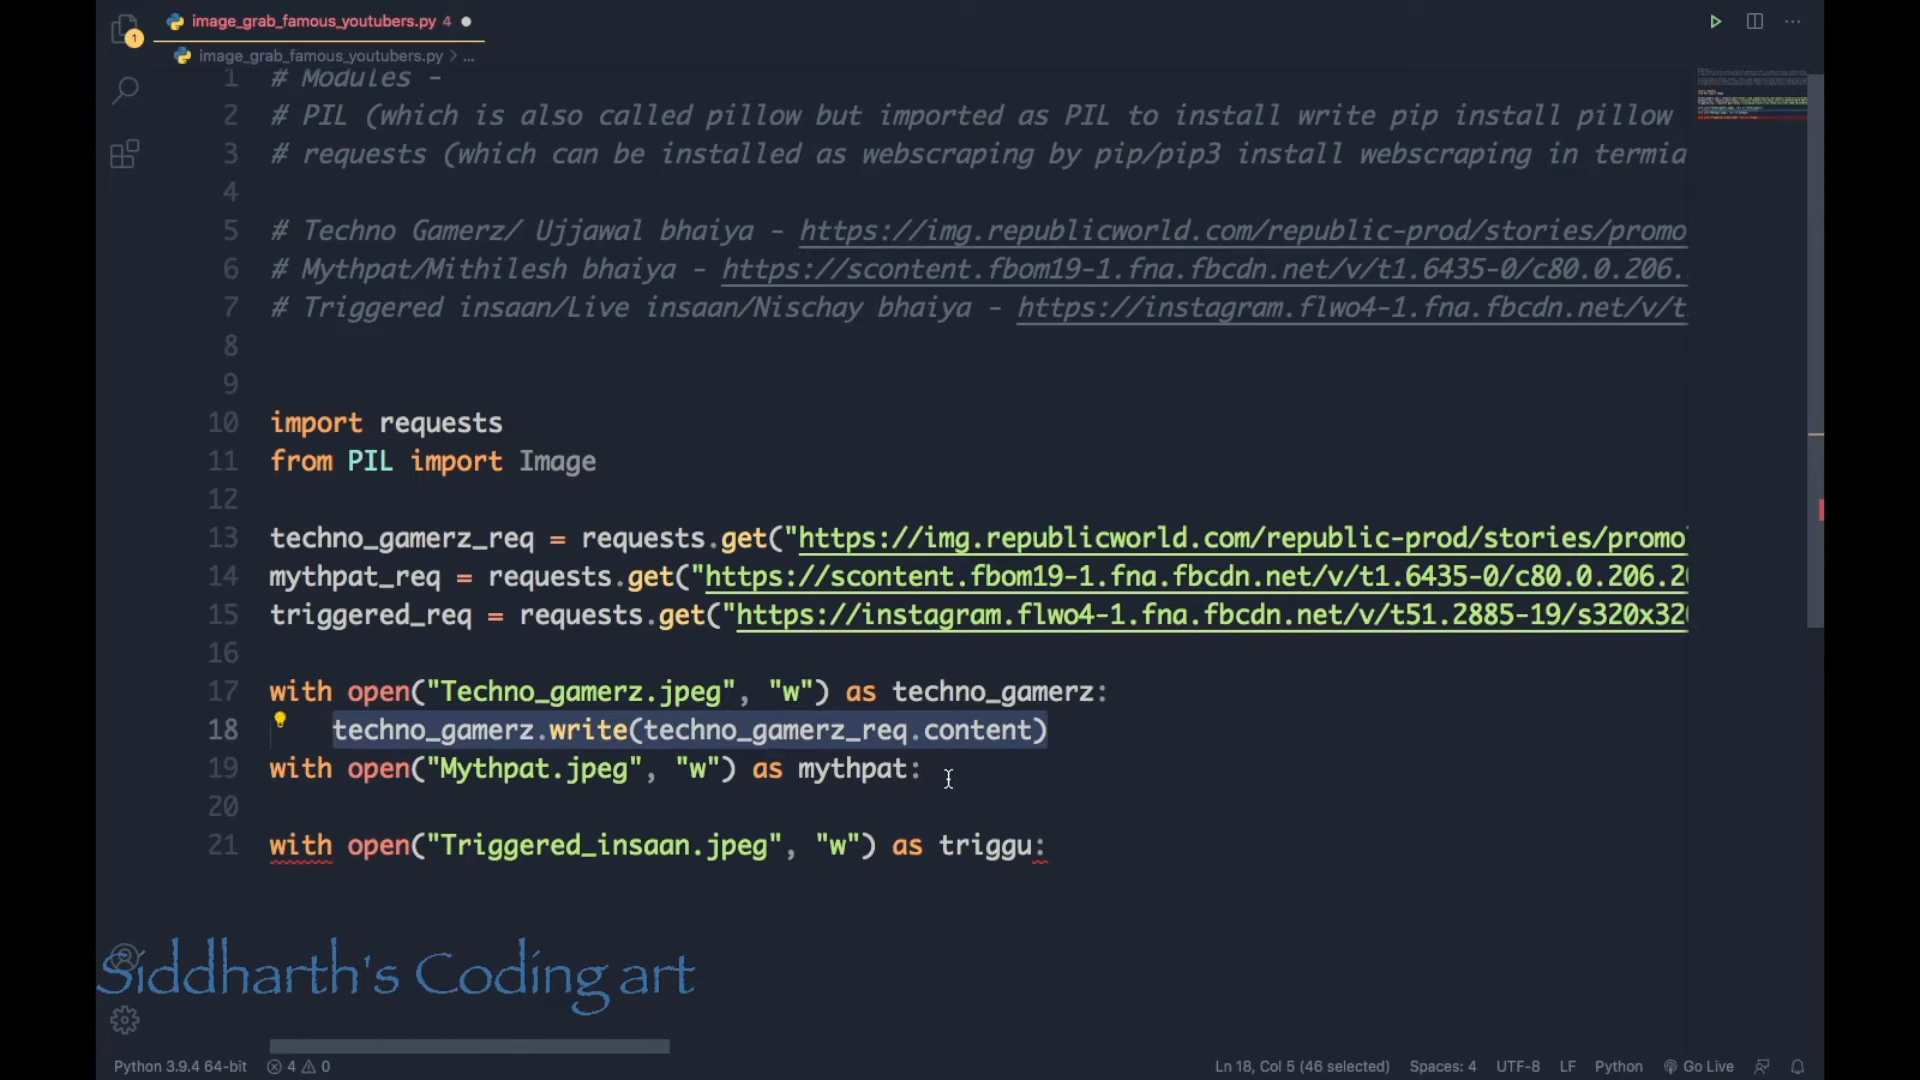 1
image_grab_famous_youtubers.py 4
image_grab_famous_youtubers.py > ...
1 # Modules -
2 # PIL (which is also called pillow but imported as PIL to install write pip install pillow
3 # requests (which can be installed as webscraping by pip/pip3 install webscraping in termia
4
5 # Techno Gamerz/ Ujjawal bhaiya - https://img.republicworld.com/republic-prod/stories/promo
6 # Mythpat/Mithilesh bhaiya - https://scontent.fbom19-1.fna.fbcdn.net/v/t1.6435-0/c80.0.206.
7 # Triggered insaan/Live insaan/Nischay bhaiya - https://instagram.flwo4-1.fna.fbcdn.net/v/t
8
9
10 import requests
11 from PIL import Image
12
13 techno_gamerz_req = requests.get("https://img.republicworld.com/republic-prod/stories/promo
14 mythpat_req = requests.get("https://scontent.fbom19-1.fna.fbcdn.net/v/t1.6435-0/c80.0.206.20
15 triggered_req = requests.get("https://instagram.flwo4-1.fna.fbcdn.net/v/t51.2885-19/s320x320
16
17 with open("Techno_gamerz.jpeg", "w") as techno_gamerz:
18 techno_gamerz.write(techno_gamerz_req.content)
19 with open("Mythpat.jpeg", "w") as mythpat:
20
21 with open("Triggered_insaan.jpeg", "w") as triggu:
Siddharth's Coding art
Python 3.9.4 64-bit 4 0 Ln 18, Col 5 (46 selected) Spaces: 4 UTF-8 LF Python Go Live